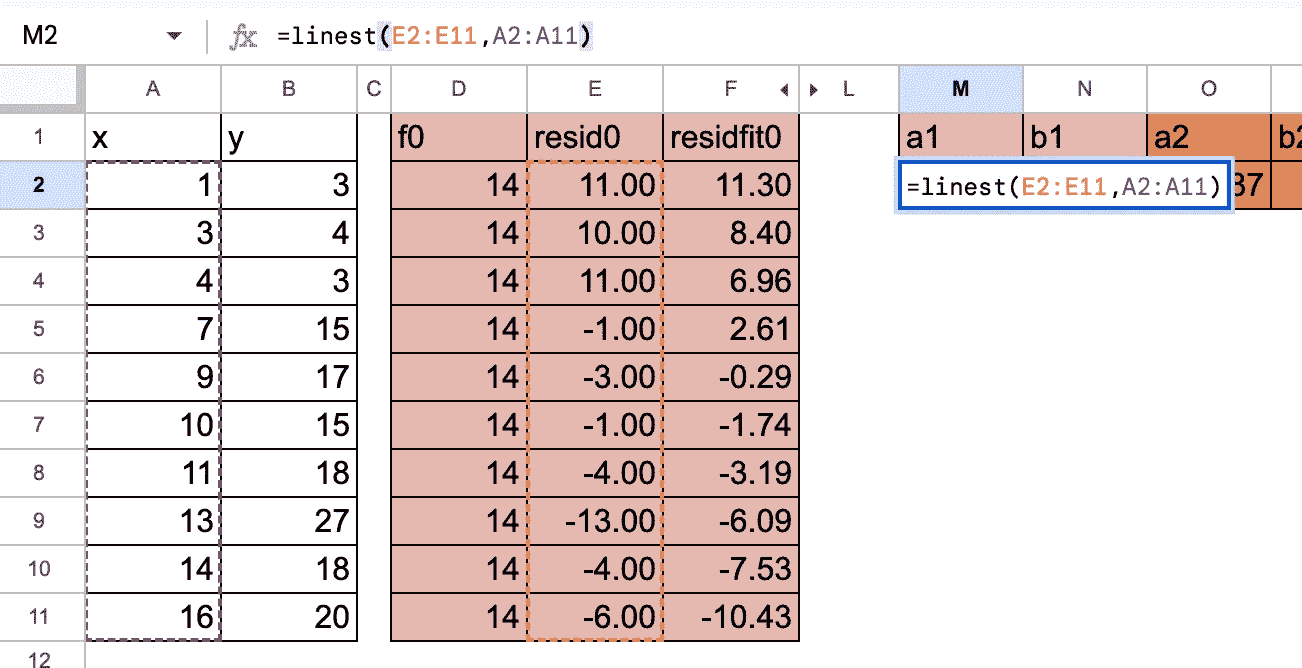 M2 fx =linest(E2:E11,A2:A11)
A B C D E F L M N O
1 x y f0 resid0 residfit0 a1 b1 a2
2 1 3 14 11.00 11.30 =linest(E2:E11,A2:A11) 37
3 3 4 14 10.00 8.40
4 4 3 14 11.00 6.96
5 7 15 14 -1.00 2.61
6 9 17 14 -3.00 -0.29
7 10 15 14 -1.00 -1.74
8 11 18 14 -4.00 -3.19
9 13 27 14 -13.00 -6.09
10 14 18 14 -4.00 -7.53
11 16 20 14 -6.00 -10.43
12